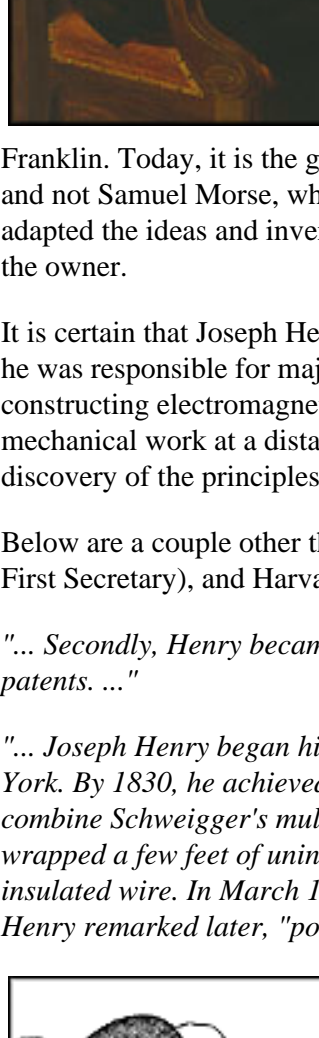 Franklin. Today, it is the g
and not Samuel Morse, wh
adapted the ideas and inve
the owner.
It is certain that Joseph He
he was responsible for maj
constructing electromagne
mechanical work at a dista
discovery of the principles
Below are a couple other t
First Secretary), and Harva
"... Secondly, Henry becam
patents. ..."
"... Joseph Henry began hi
York. By 1830, he achieved
combine Schweigger's mul
wrapped a few feet of unin
insulated wire. In March 1
Henry remarked later, "po